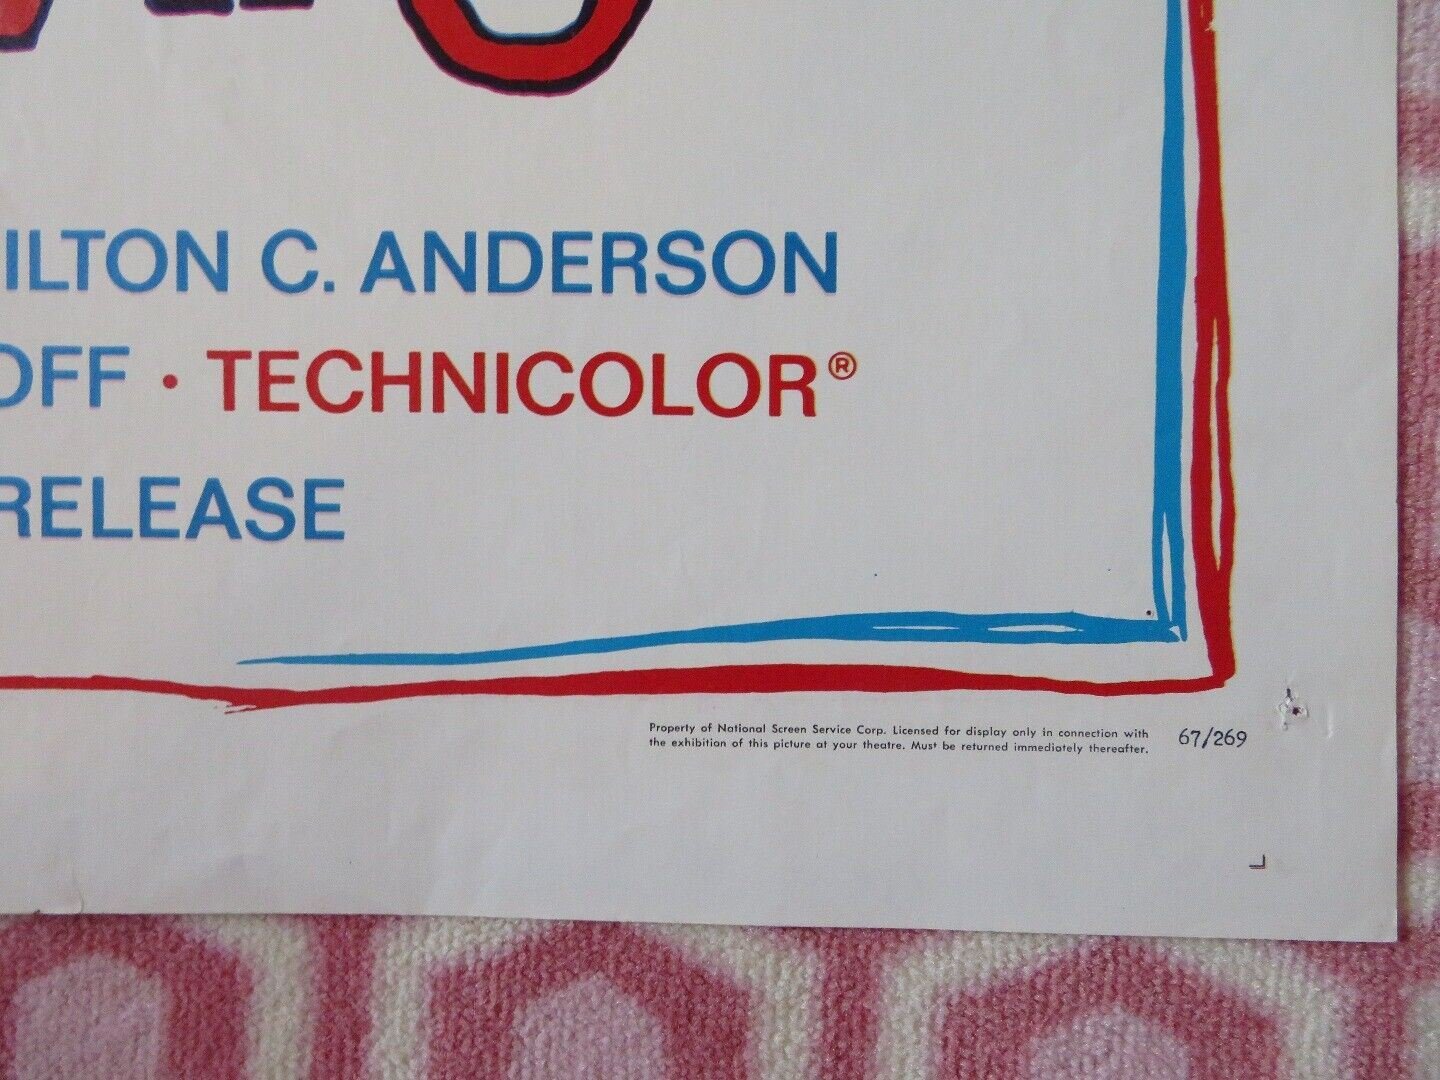 ILTON C. ANDERSON
OFF · TECHNICOLOR®
RELEASE
Property of National Screen Service Corp. Licensed for display only in connection with
the exhibition of this picture at your theatre. Must be returned immediately thereafter.
67/269